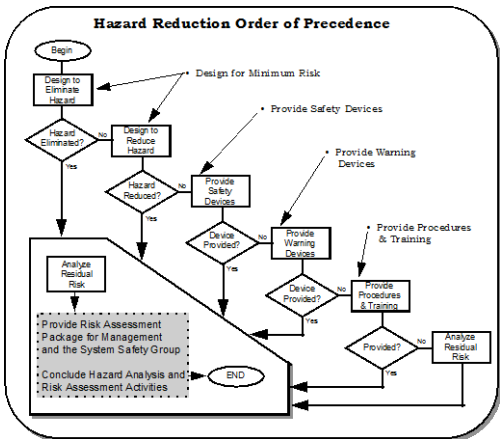 Hazard Reduction Order of Precedence
Begin
Design to
Eliminate
Hazard
• Design for Minimum Risk
Hazard
Eliminated?
No
Yes
Design to
Reduce
Hazard
• Provide Safety Devices
Hazard
Reduced?
No
Yes
Provide
Safety
Devices
• Provide Warning
Devices
Device
Provided?
No
Yes
Provide
Warning
Devices
• Provide Procedures
& Training
Device
Provided?
No
Yes
Provide
Procedures
& Training
Provided?
No
Yes
Analyze
Residual
Risk
Analyze
Residual
Risk
Provide Risk Assessment
Package for Management
and the System Safety Group
Conclude Hazard Analysis and
Risk Assessment Activities
END